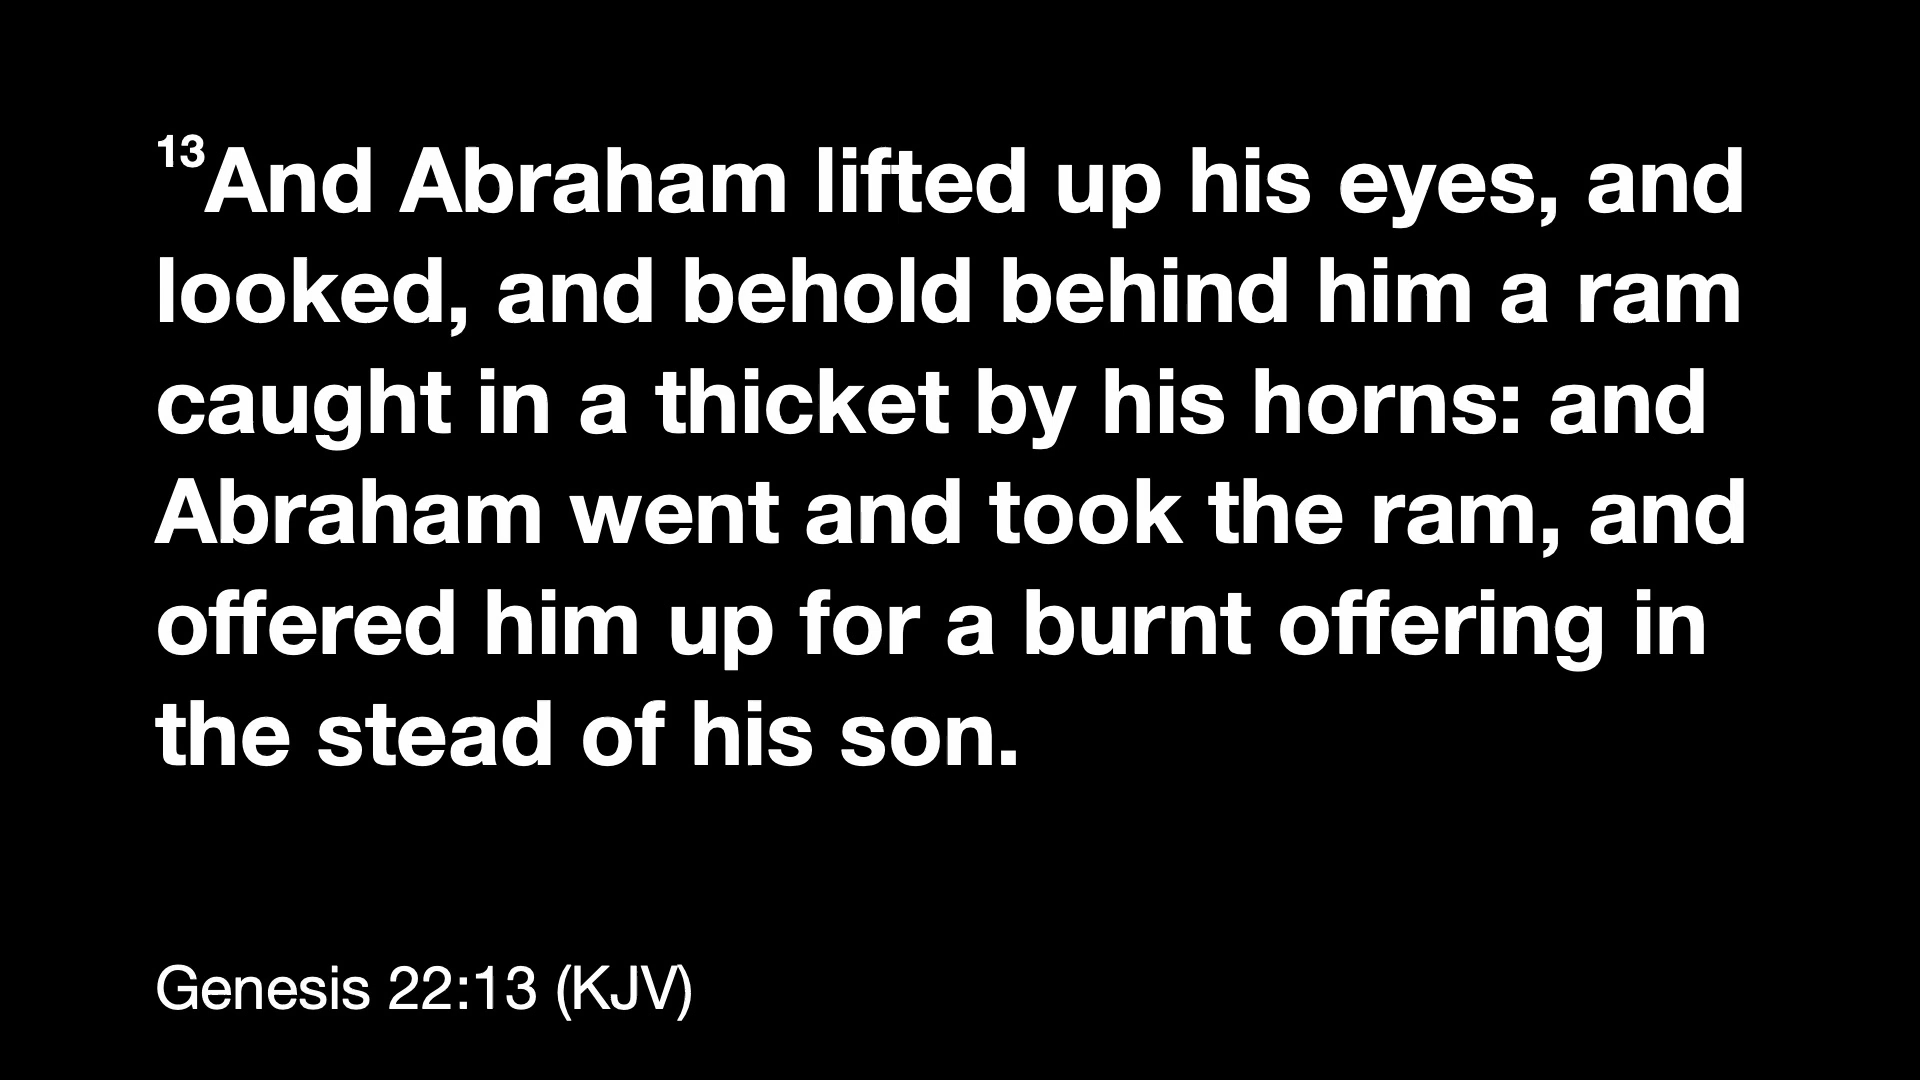 13And Abraham lifted up his eyes, and
looked, and behold behind him a ram
caught in a thicket by his horns: and
Abraham went and took the ram, and
offered him up for a burnt offering in
the stead of his son.
Genesis 22:13 (KJV)